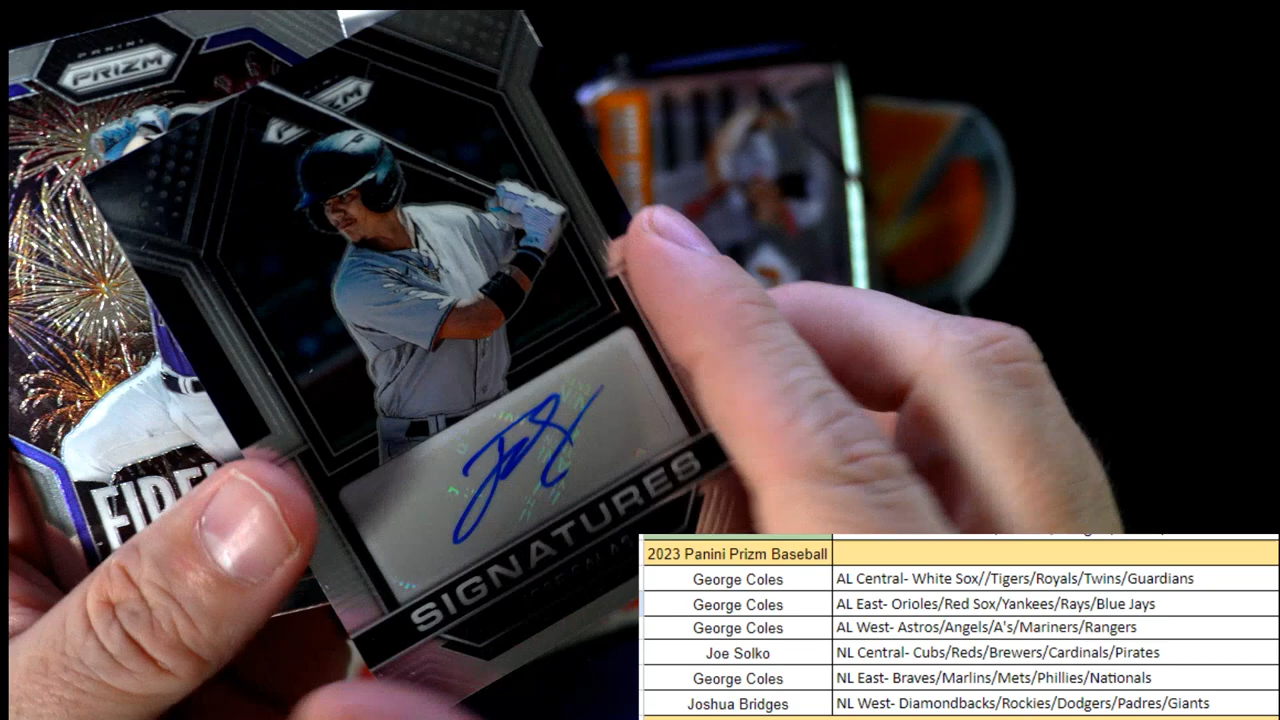 PANINI
PRIZM
FIRE
SIGNATURES
2023 Panini Prizm Baseball
George Coles AL Central- White Sox//Tigers/Royals/Twins/Guardians
George Coles AL East- Orioles/Red Sox/Yankees/Rays/Blue Jays
George Coles AL West- Astros/Angels/A's/Mariners/Rangers
Joe Solko NL Central- Cubs/Reds/Brewers/Cardinals/Pirates
George Coles NL East- Braves/Marlins/Mets/Phillies/Nationals
Joshua Bridges NL West- Diamondbacks/Rockies/Dodgers/Padres/Giants